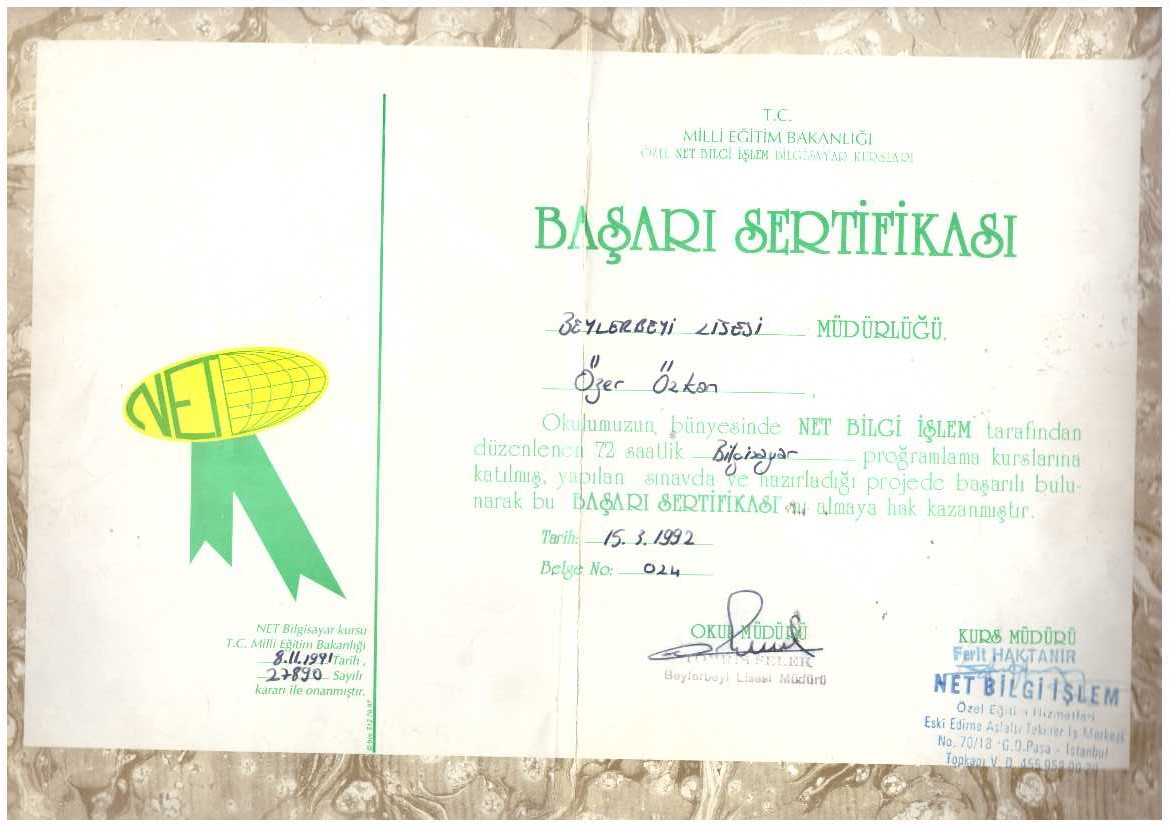 T.C.
MİLLİ EĞİTİM BAKANLIĞI
ÖZEL NET BİLGİ İŞLEM BİLGİSAYAR KURSLARI
BAŞARI SERTİFİKASI
BEYLERBEYİ LİSESİ MÜDÜRLÜĞÜ.
Özer Özkan
Okulumuzun bünyesinde NET BİLGİ İŞLEM tarafından
düzenlenen 72 saatlik Bilgisayar proğramlama kurslarına
katılmış, yapılan sınavda ve hazırladığı projede başarılı bulu-
narak bu BAŞARI SERTİFİKASI'nı almaya hak kazanmıştır.
Tarih: 15.3.1992
Belge No: 024
OKUL MÜDÜRÜ
SELEK
Beylerbeyi Lisesi Müdürü
KURS MÜDÜRÜ
Ferit HAKTANIR
NET BİLGİ İŞLEM
Özel Eğitim Hizmetleri
Eski Edirne Asfaltı Tekiner İş Merkezi
No. 70/18 G.O.Paşa - İstanbul
Topkapı V. D. 455 958
NET
NET Bilgisayar kursu
T.C. Milli Eğitim Bakanlığı
8.11.1991 Tarih,
27890 Sayılı
kararı ile onanmıştır.